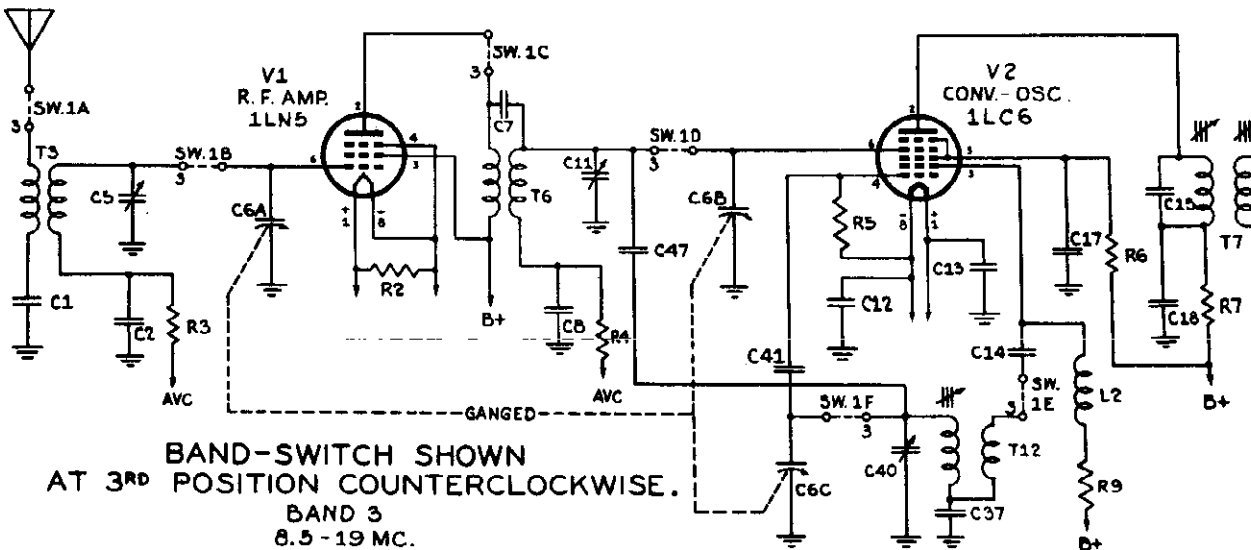 SW.1A
3
T3
C1
C5
C2
R3
AVC
SW.1B
3
C6A
V1
R.F. AMP.
1LN5
2
6
4
3
+
1
-
8
R2
SW.1C
3
C7
T6
B+
C8
R4
AVC
C11
C47
SW.1D
3
C6B
V2
CONV.-OSC.
1LC6
2
6
4
5
3
-
8
+
1
R5
C12
C13
C41
C17
R6
C15
T7
C18
R7
B+
C14
SW.
1E
3
L2
R9
B+
T12
C37
C40
SW.1F
3
C6C
GANGED
BAND-SWITCH SHOWN
AT 3RD POSITION COUNTERCLOCKWISE.
BAND 3
8.5-19 MC.